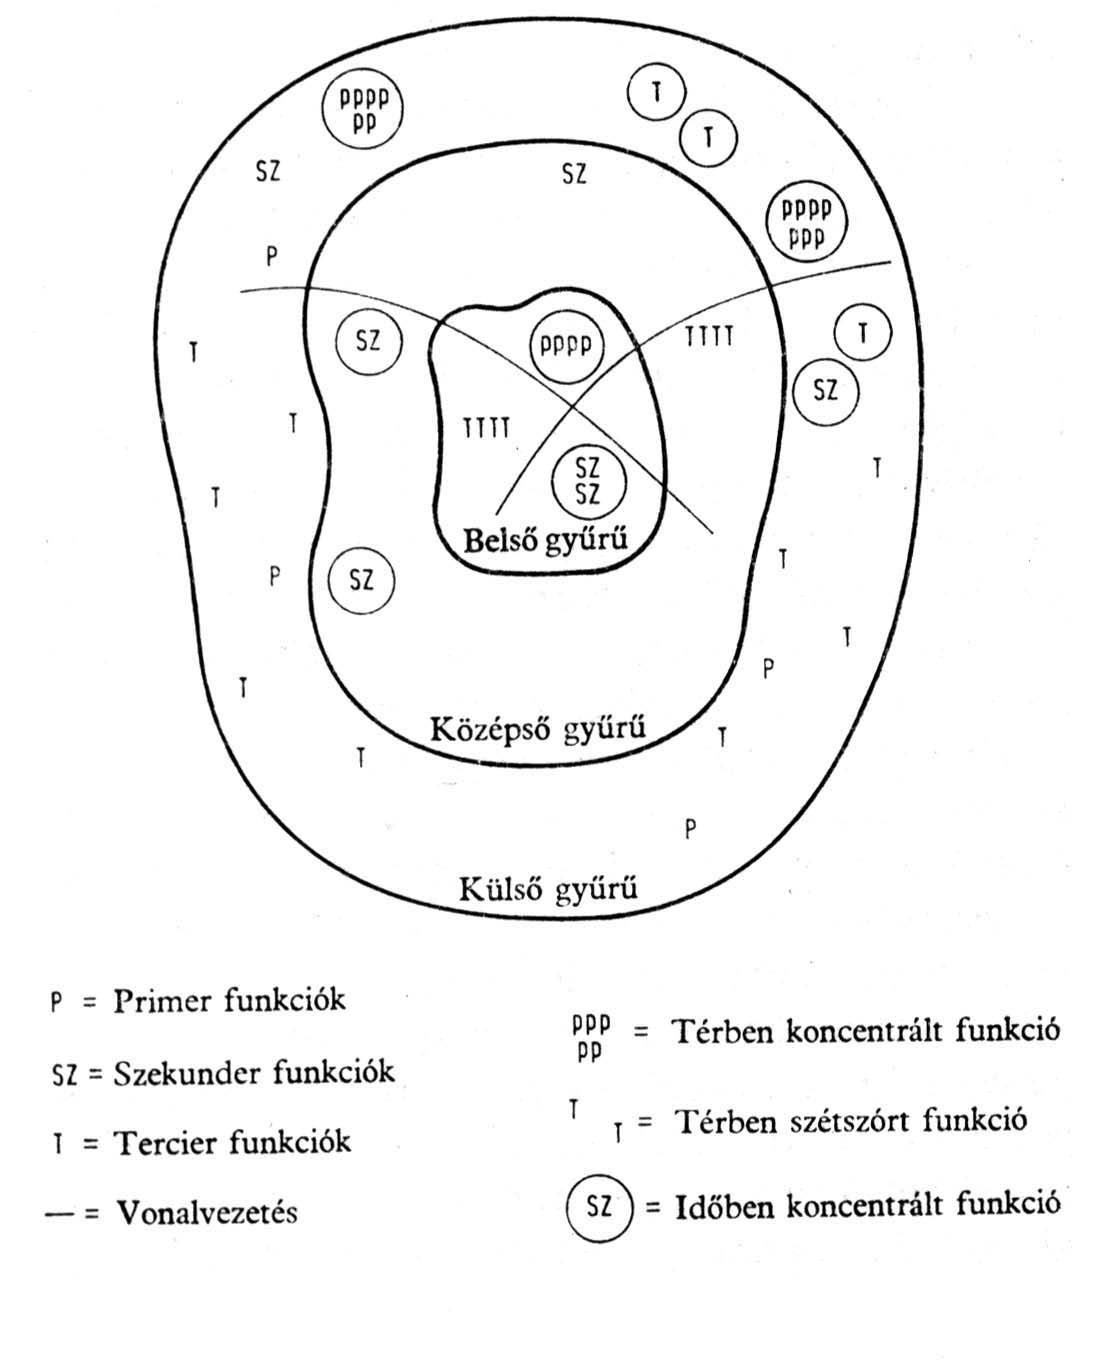 PPPP
PP
T
T
SZ
SZ
PPPP
PPP
P
SZ
PPPP
TTTT
T
T
SZ
T
TTTT
SZ
SZ
T
T
Belső gyűrű
T
P
SZ
T
P
T
Középső gyűrű
T
T
P
Külső gyűrű
P = Primer funkciók
SZ = Szekunder funkciók
T = Tercier funkciók
— = Vonalvezetés
PPP
PP = Térben koncentrált funkció
T
T = Térben szétszórt funkció
SZ = Időben koncentrált funkció